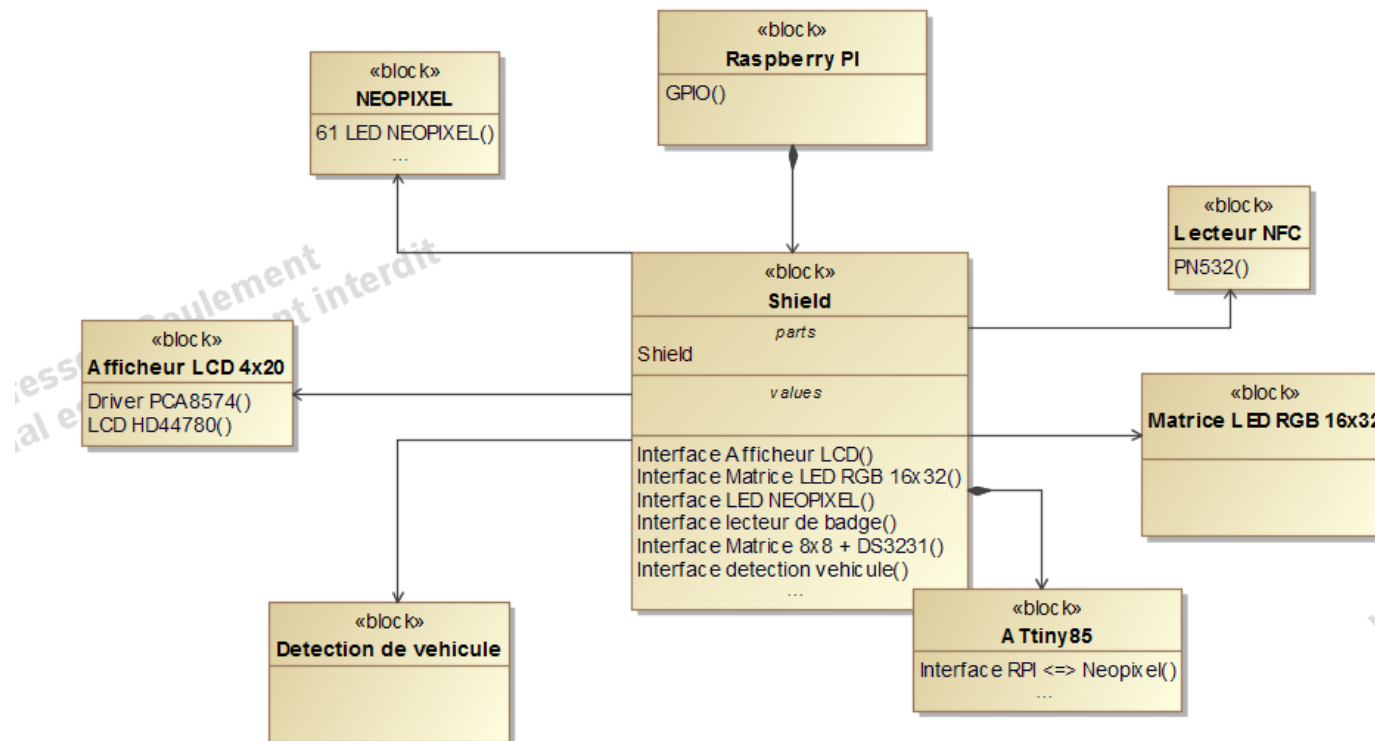 «block»
Raspberry PI
GPIO()
«block»
NEOPIXEL
61 LED NEOPIXEL()
...
«block»
Lecteur NFC
PN532()
«block»
Shield
parts
Shield
values
Interface Afficheur LCD()
Interface Matrice LED RGB 16x32()
Interface LED NEOPIXEL()
Interface lecteur de badge()
Interface Matrice 8x8 + DS3231()
Interface detection vehicule()
...
«block»
Afficheur LCD 4x20
Driver PCA8574()
LCD HD44780()
«block»
Matrice LED RGB 16x32
«block»
Detection de vehicule
«block»
ATtiny85
Interface RPI <=> Neopixel()
...
interdit